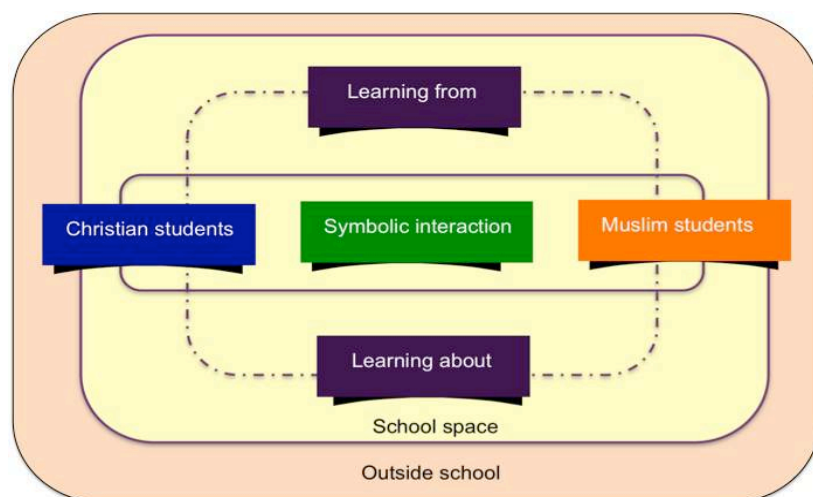 Learning from
Christian students
Symbolic interaction
Muslim students
Learning about
School space
Outside school